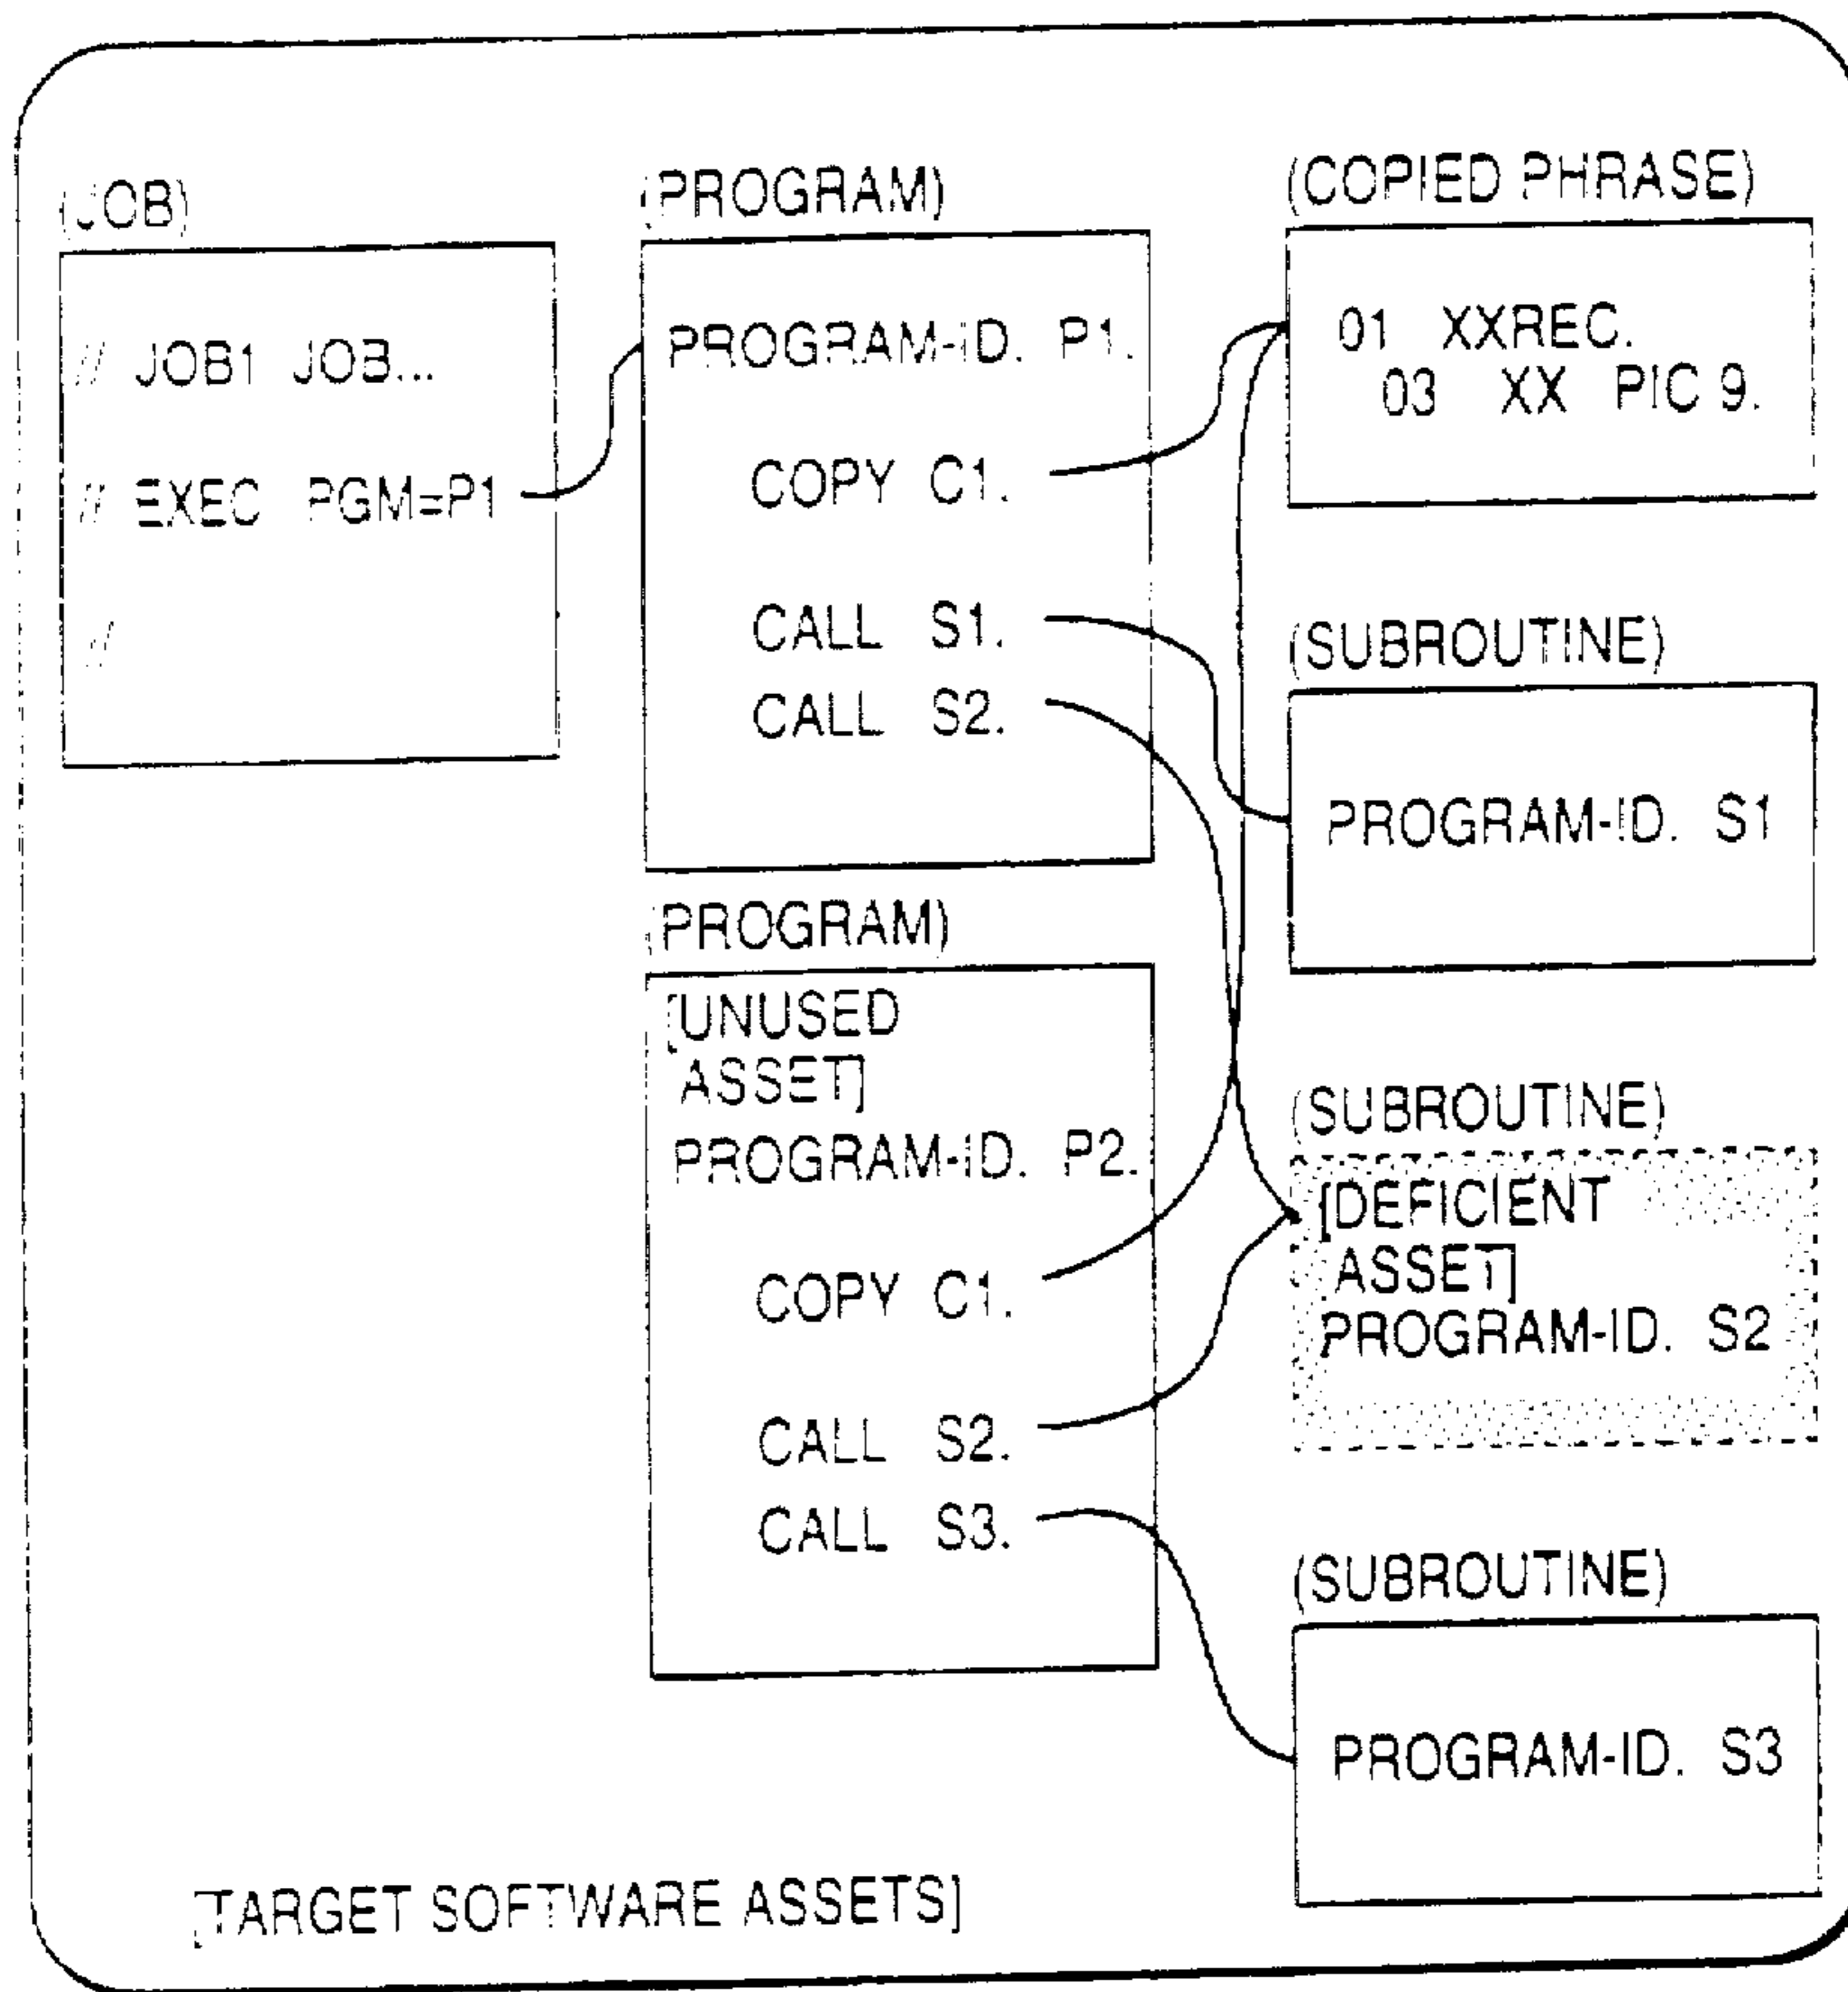 (JOB)
// JOB1 JOB...
// EXEC PGM=P1
//
(PROGRAM)
PROGRAM-ID. P1.
COPY C1.
CALL S1.
CALL S2.
(PROGRAM)
[UNUSED
ASSET]
PROGRAM-ID. P2.
COPY C1.
CALL S2.
CALL S3.
(COPIED PHRASE)
01 XXREC.
03 XX PIC 9.
(SUBROUTINE)
PROGRAM-ID. S1
(SUBROUTINE)
[DEFICIENT
ASSET]
PROGRAM-ID. S2
(SUBROUTINE)
PROGRAM-ID. S3
[TARGET SOFTWARE ASSETS]